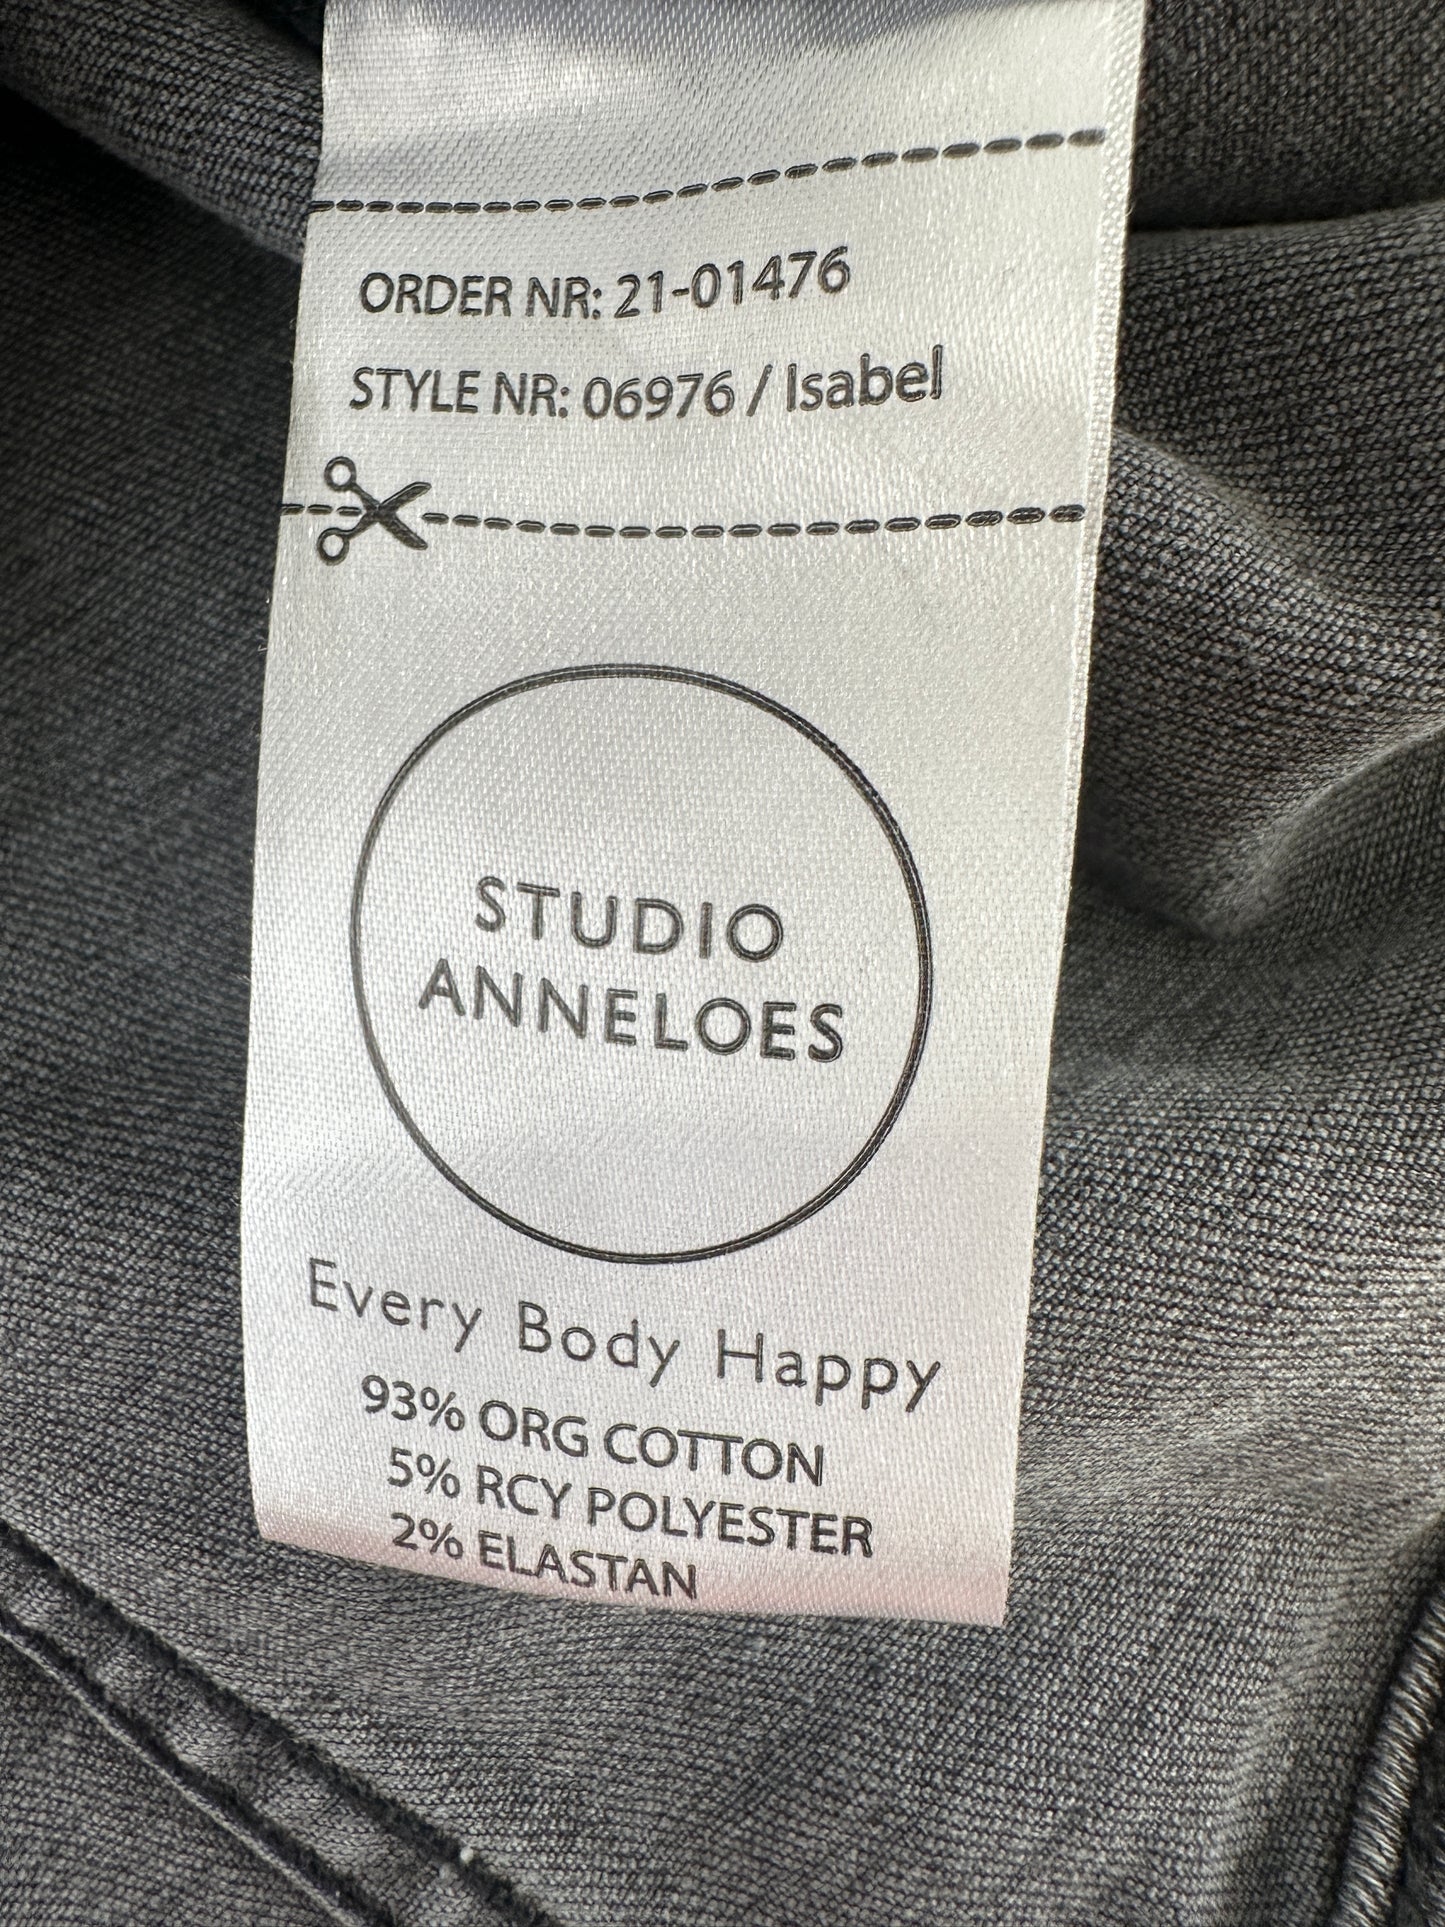 ORDER NR: 21-01476
STYLE NR: 06976 / Isabel
STUDIO
ANNELOES
Every Body Happy
93% ORG COTTON
5% RCY POLYESTER
2% ELASTAN